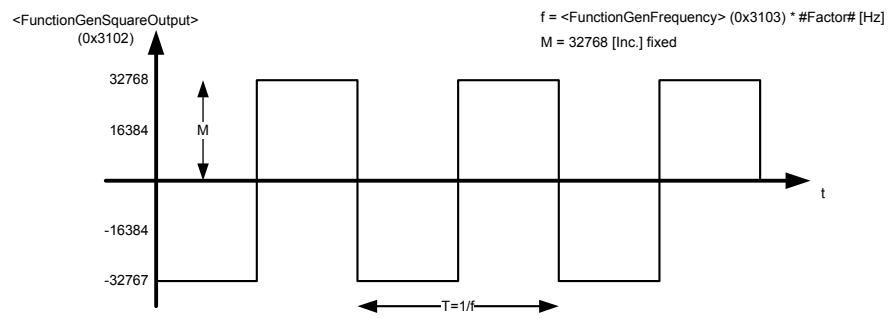 <FunctionGenSquareOutput>
(0x3102)
f = <FunctionGenFrequency> (0x3103) * #Factor# [Hz]
M = 32768 [Inc.] fixed
32768
16384
M
t
-16384
-32767
T=1/f